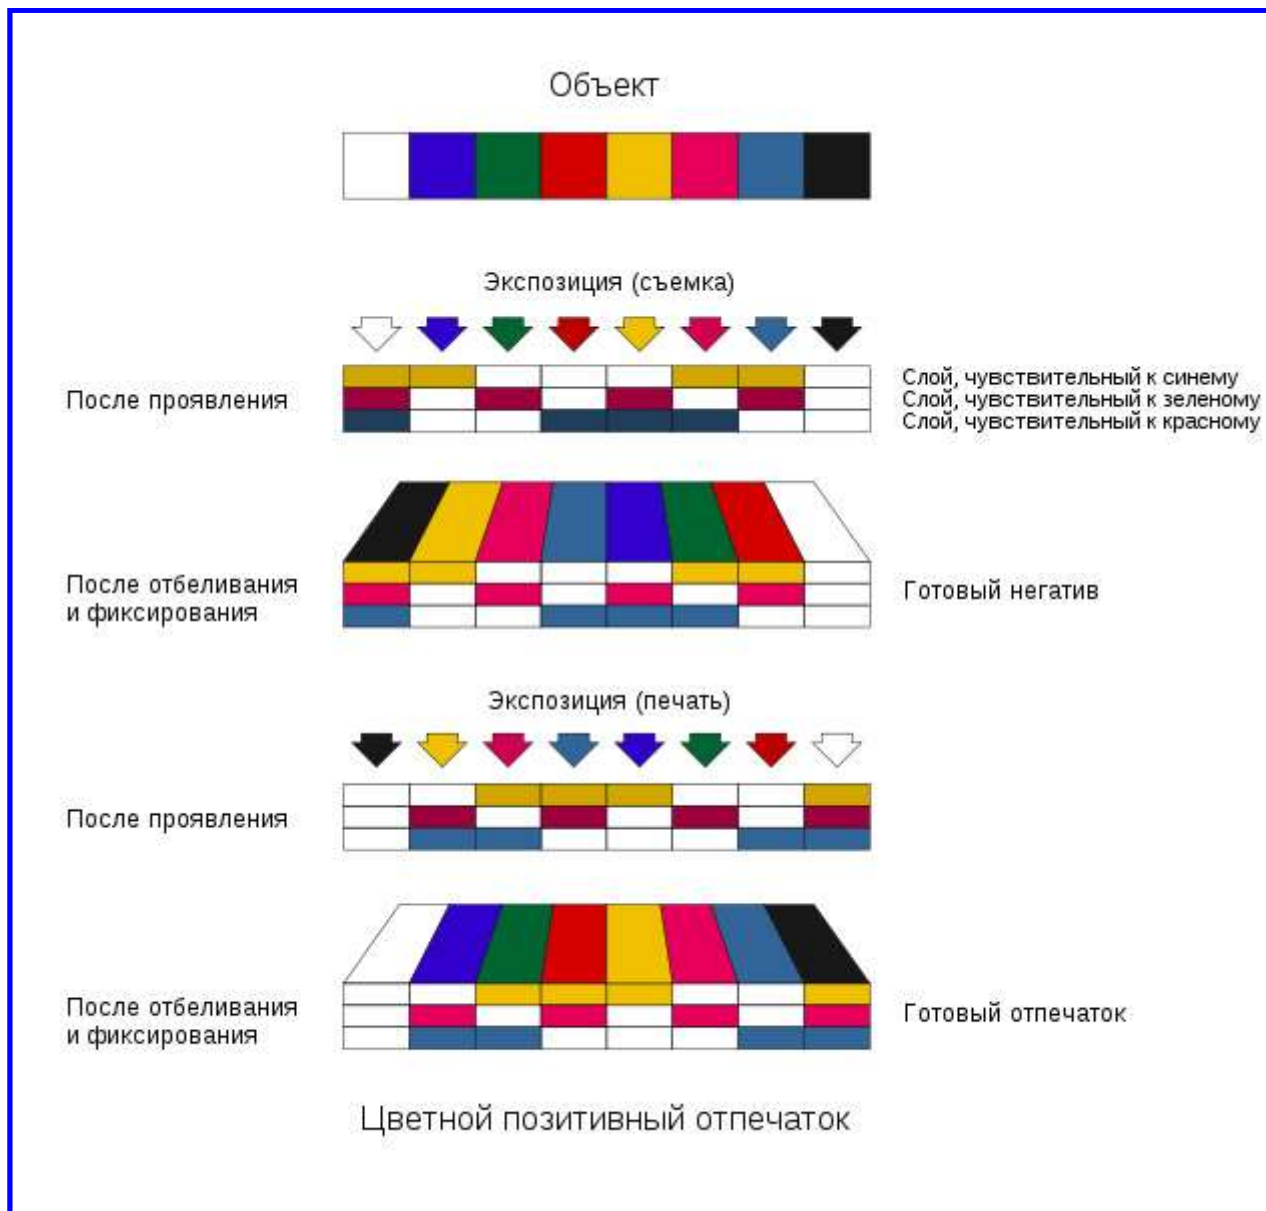 Объект
Экспозиция (съемка)
После проявления
Слой, чувствительный к синему
Слой, чувствительный к зеленому
Слой, чувствительный к красному
После отбеливания
и фиксирования
Готовый негатив
Экспозиция (печать)
После проявления
После отбеливания
и фиксирования
Готовый отпечаток
Цветной позитивный отпечаток